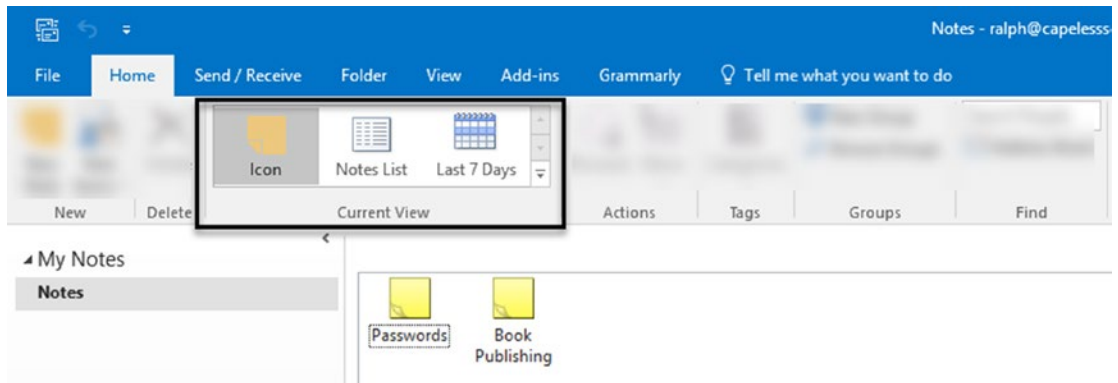 Notes - ralph@capelesss-
File Home Send / Receive Folder View Add-ins Grammarly Tell me what you want to do
Icon Notes List Last 7 Days
New Delete Current View Actions Tags Groups Find
My Notes
Notes
Passwords Book
Publishing